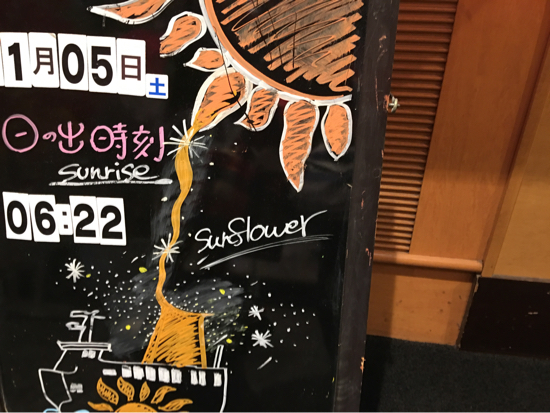 1月05日土
日の出時刻
sunrise
06:22
sunflower